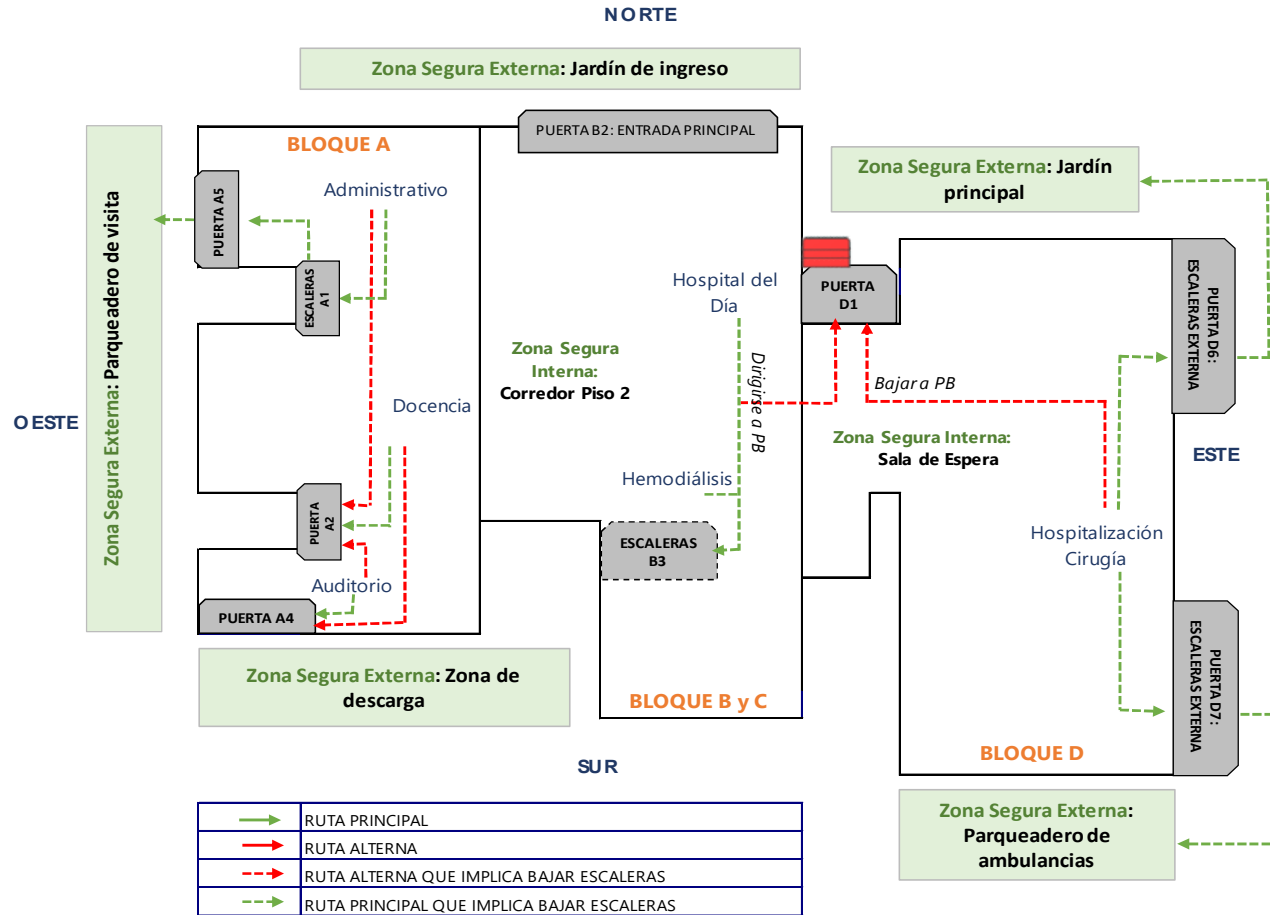 NORTE
Zona Segura Externa: Jardín de ingreso
PUERTA B2: ENTRADA PRINCIPAL
BLOQUE A
Zona Segura Externa: Parqueadero de visita
Administrativo
PUERTA A5
ESCALERAS
A1
Zona Segura Externa: Jardín
principal
Hospital del
Día
PUERTA
D1
PUERTA D6:
ESCALERAS EXTERNA
Zona Segura
Interna:
Corredor Piso 2
Dirigirse a PB
Bajar a PB
Docencia
OESTE
Zona Segura Interna:
Sala de Espera
ESTE
Hemodiálisis
PUERTA
A2
ESCALERAS
B3
Hospitalización
Cirugía
Auditorio
PUERTA A4
PUERTA D7:
ESCALERAS EXTERNA
Zona Segura Externa: Zona de
descarga
BLOQUE B y C
BLOQUE D
SUR
Zona Segura Externa:
Parqueadero de
ambulancias
RUTA PRINCIPAL
RUTA ALTERNA
RUTA ALTERNA QUE IMPLICA BAJAR ESCALERAS
RUTA PRINCIPAL QUE IMPLICA BAJAR ESCALERAS